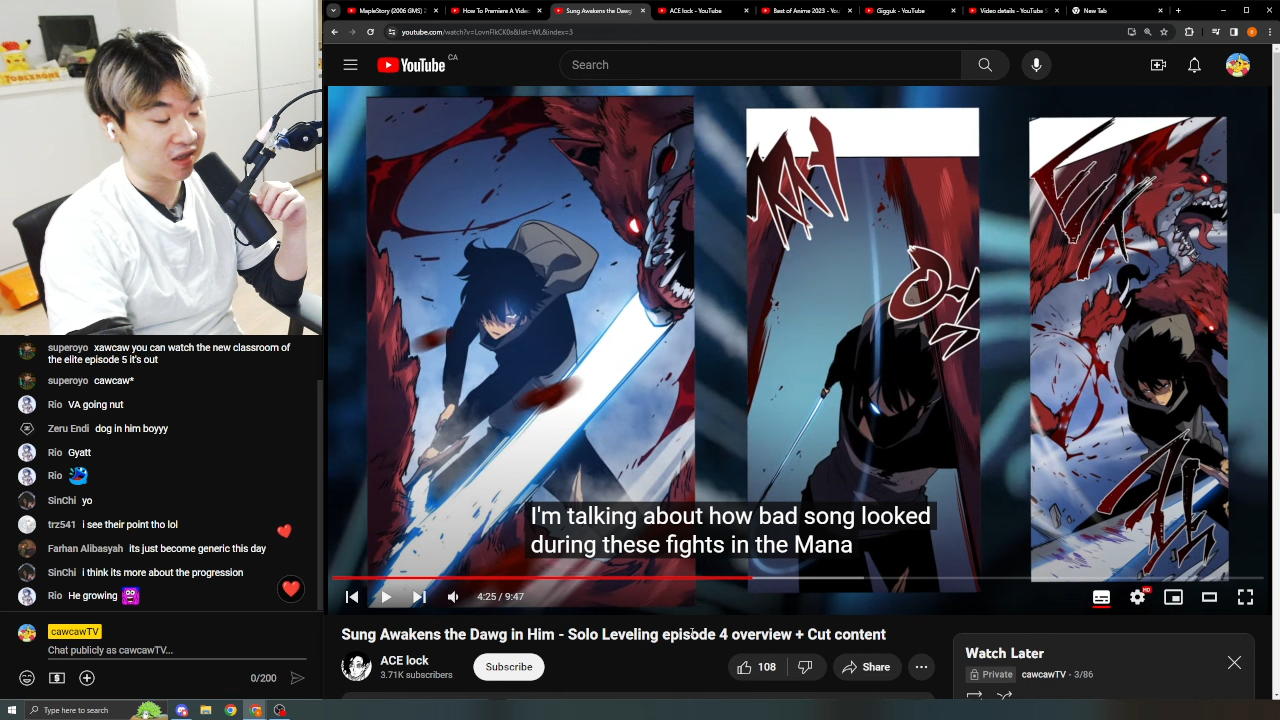 MapleStory (2006 GMS) 2
How To Premiere A Video
Sung Awakens the Dawg
ACE lock - YouTube
Best of Anime 2023 - You
Gigguk - YouTube
Video details - YouTube S
New Tab
youtube.com/watch?v=LovnFlkCK0s&list=WL&index=3
YouTube CA
Search
TOBLERONE
superoyo xawcaw you can watch the new classroom of
the elite episode 5 it's out
superoyo cawcaw*
Rio VA going nut
Zeru Endi dog in him boyyy
Rio Gyatt
Rio
SinChi yo
trz541 i see their point tho lol
Farhan Alibasyah its just become generic this day
SinChi i think its more about the progression
Rio He growing
cawcawTV
Chat publicly as cawcawTV...
0/200
I'm talking about how bad song looked
during these fights in the Mana
4:25 / 9:47
HD
Sung Awakens the Dawg in Him - Solo Leveling episode 4 overview + Cut content
ACE lock
3.71K subscribers
Subscribe
108
Share
Watch Later
Private cawcawTV - 3/86
Type here to search